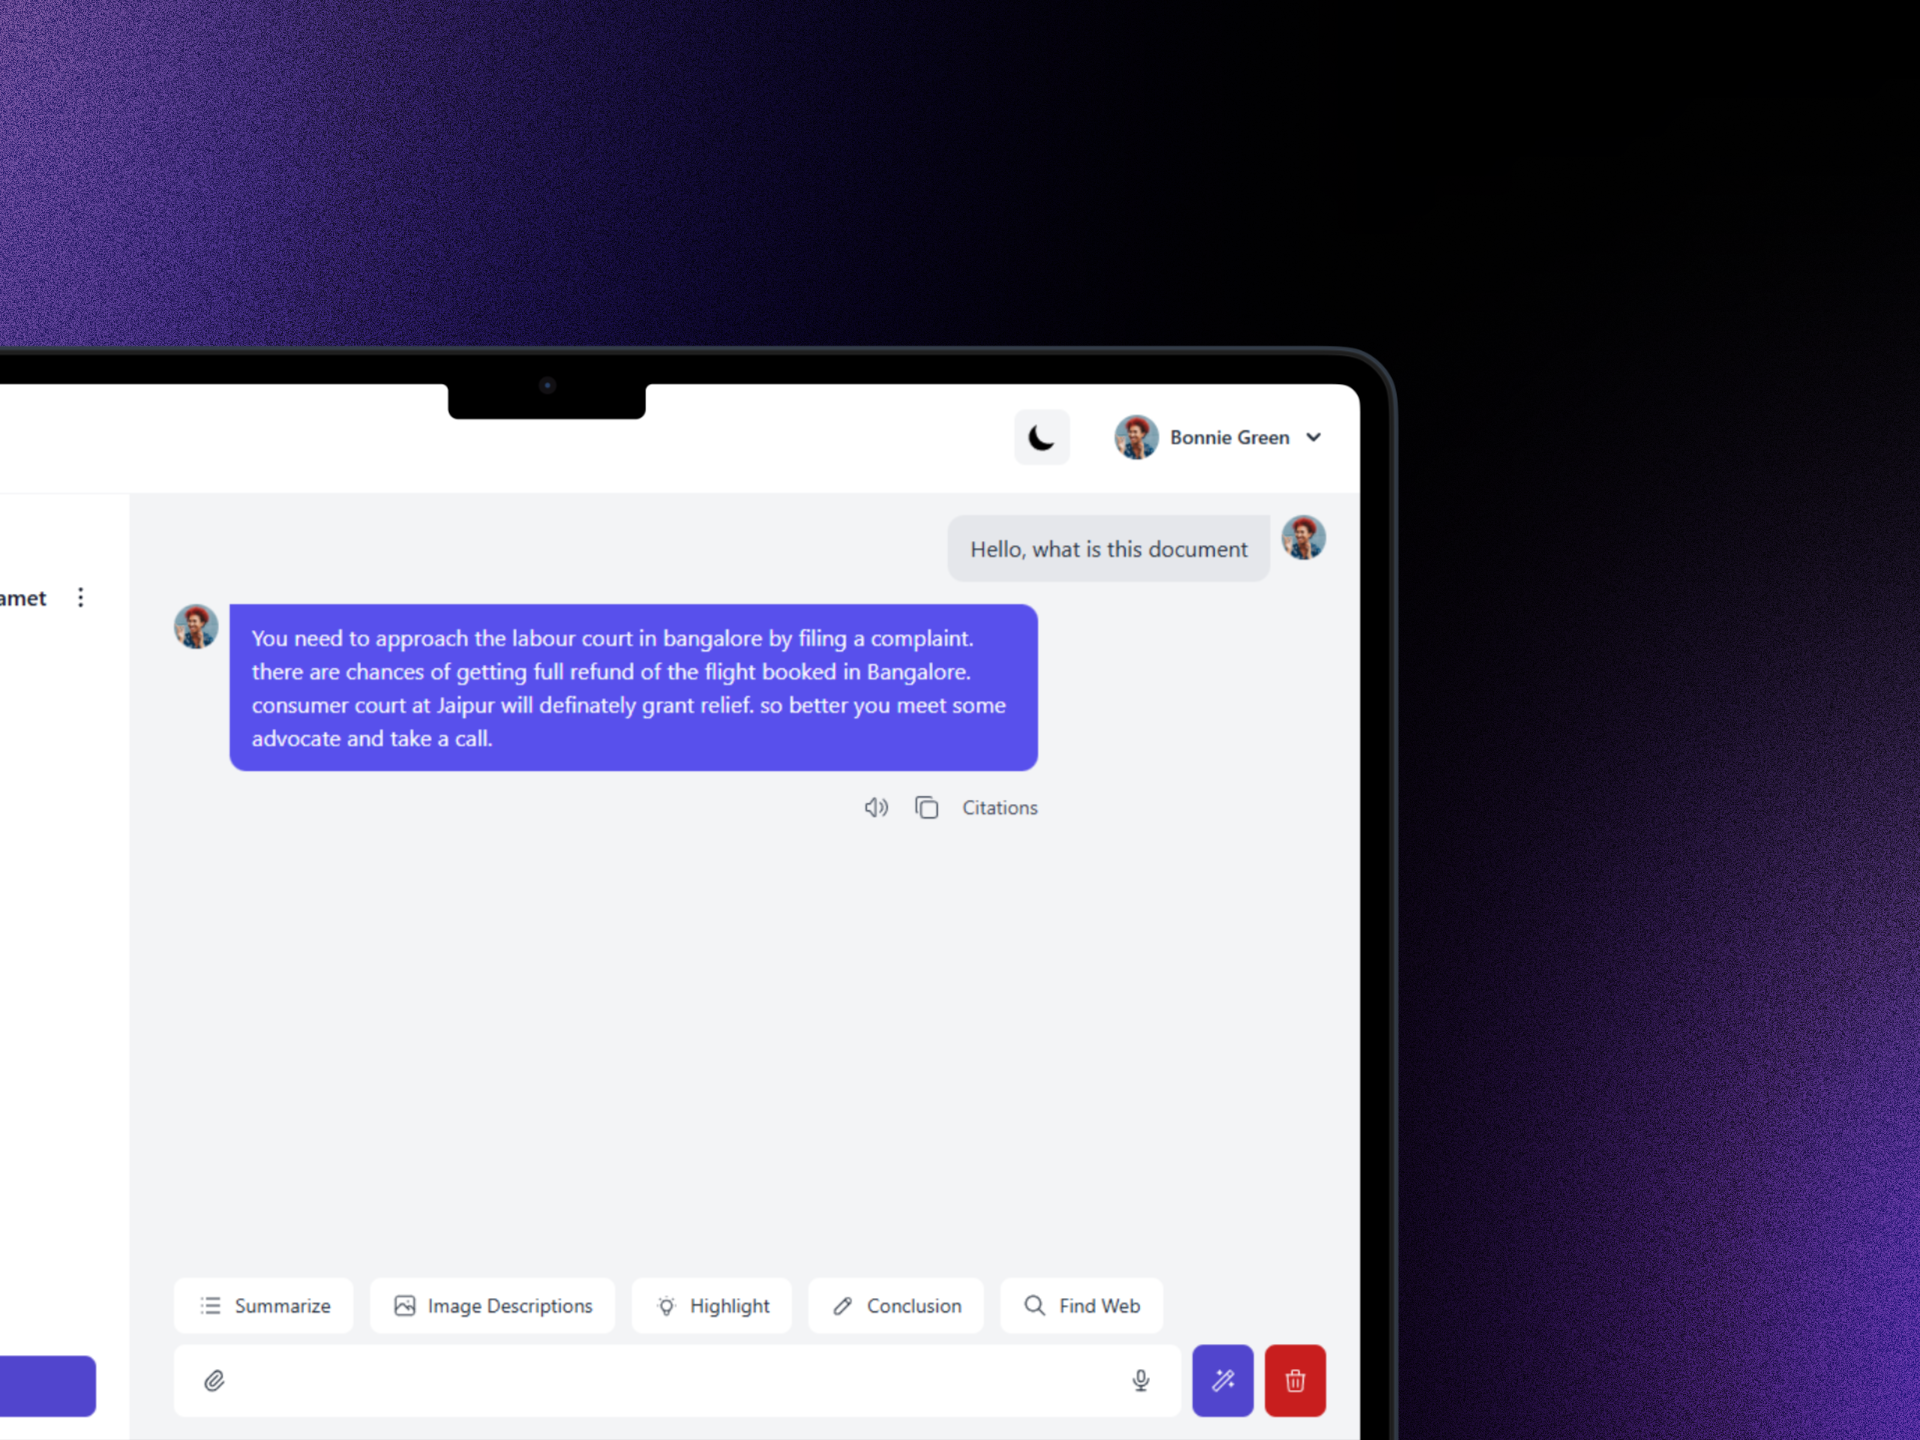 Bonnie Green
Hello, what is this document
amet
You need to approach the labour court in bangalore by filing a complaint.
there are chances of getting full refund of the flight booked in Bangalore.
consumer court at Jaipur will definately grant relief. so better you meet some
advocate and take a call.
Citations
Summarize
Image Descriptions
Highlight
Conclusion
Find Web